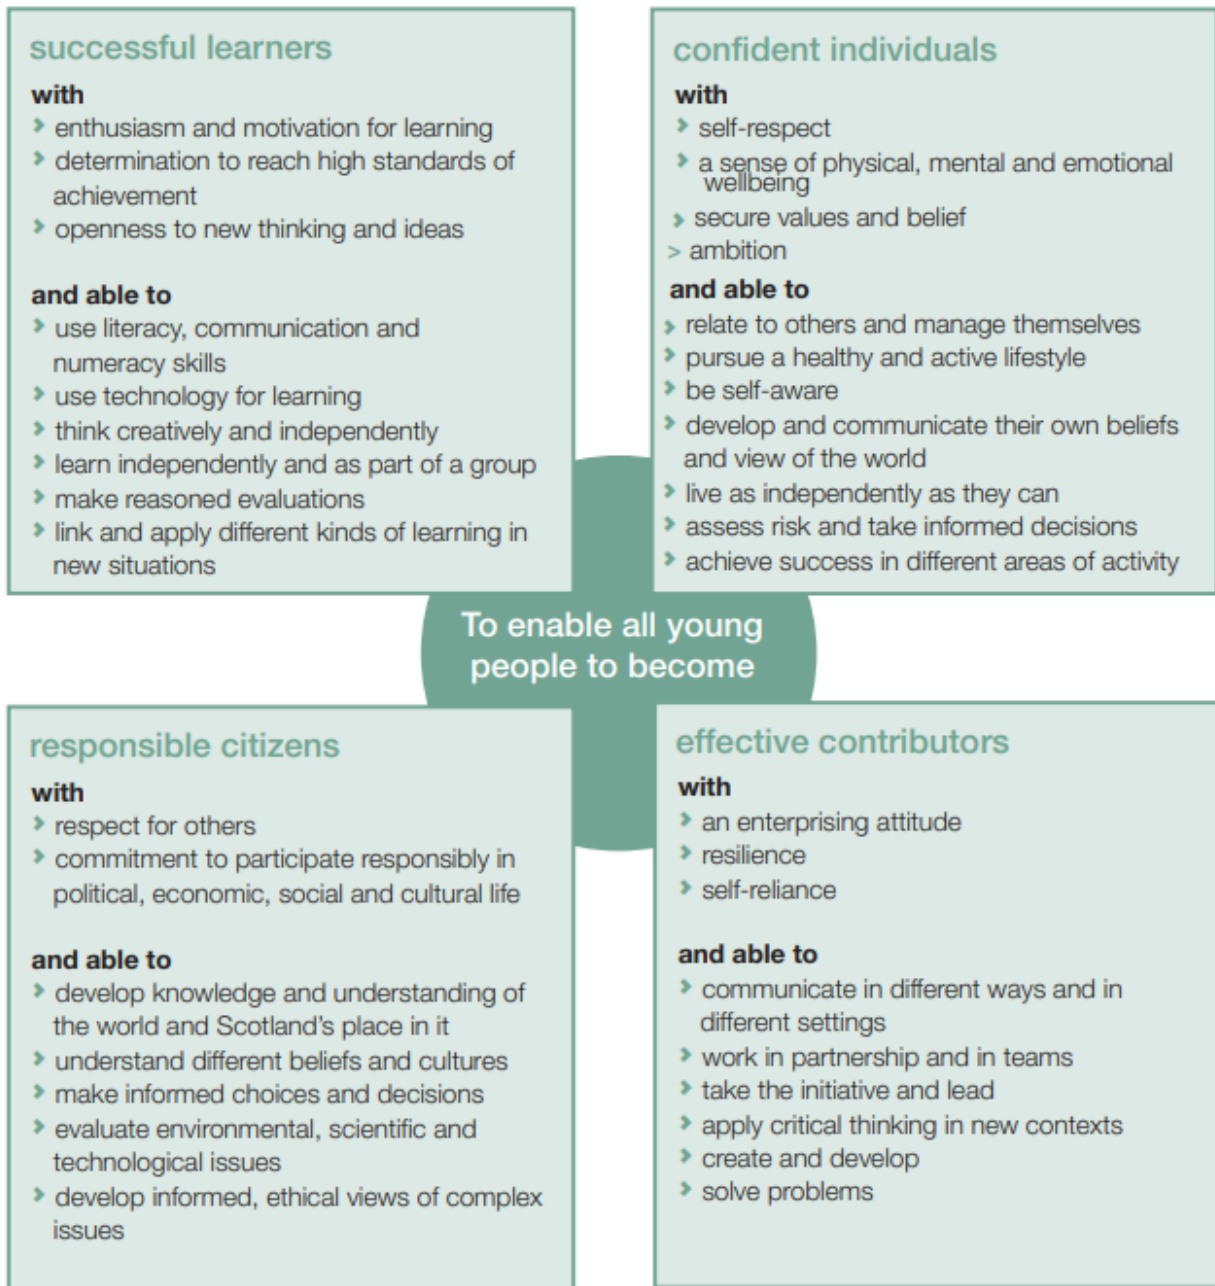 successful learners
with
> enthusiasm and motivation for learning
> determination to reach high standards of
achievement
> openness to new thinking and ideas
and able to
> use literacy, communication and
numeracy skills
> use technology for learning
> think creatively and independently
> learn independently and as part of a group
> make reasoned evaluations
> link and apply different kinds of learning in
new situations
confident individuals
with
> self-respect
> a sense of physical, mental and emotional
wellbeing
> secure values and belief
> ambition
and able to
> relate to others and manage themselves
> pursue a healthy and active lifestyle
> be self-aware
> develop and communicate their own beliefs
and view of the world
> live as independently as they can
> assess risk and take informed decisions
> achieve success in different areas of activity
To enable all young
people to become
responsible citizens
with
> respect for others
> commitment to participate responsibly in
political, economic, social and cultural life
and able to
> develop knowledge and understanding of
the world and Scotland's place in it
> understand different beliefs and cultures
> make informed choices and decisions
> evaluate environmental, scientific and
technological issues
> develop informed, ethical views of complex
issues
effective contributors
with
> an enterprising attitude
> resilience
> self-reliance
and able to
> communicate in different ways and in
different settings
> work in partnership and in teams
> take the initiative and lead
> apply critical thinking in new contexts
> create and develop
> solve problems